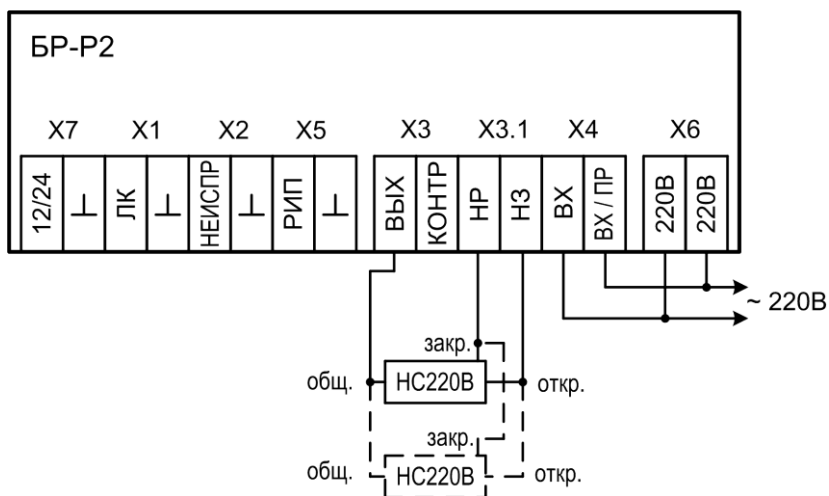 БР-Р2
X7 X1 X2 X5 X3 X3.1 X4 X6
12/24 ⊥ ЛК ⊥ НЕИСПР ⊥ РИП ⊥ ВЫХ КОНТР НР НЗ ВХ ВХ / ПР 220В 220В
~ 220В
закр.
общ. НС220В откр.
закр.
общ. НС220В откр.